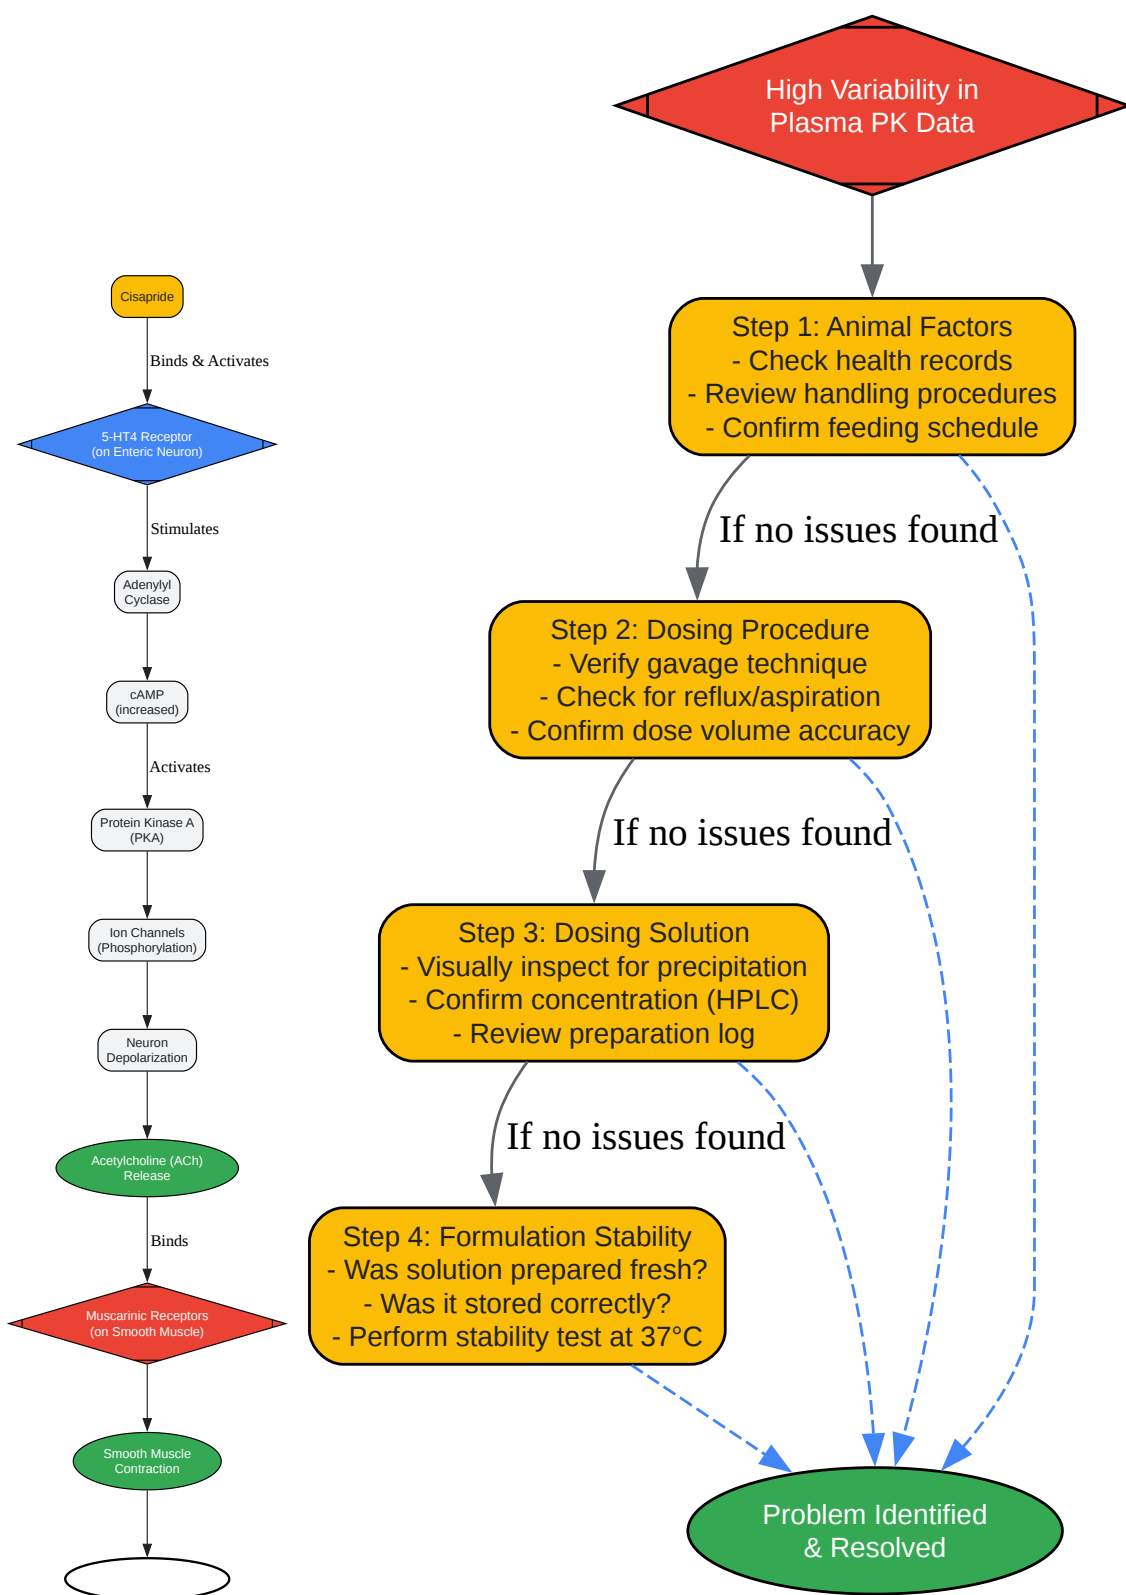 Cisapride
Binds & Activates
5-HT4 Receptor
(on Enteric Neuron)
Stimulates
Adenylyl
Cyclase
cAMP
(increased)
Activates
Protein Kinase A
(PKA)
Ion Channels
(Phosphorylation)
Neuron
Depolarization
Acetylcholine (ACh)
Release
Binds
Muscarinic Receptors
(on Smooth Muscle)
Smooth Muscle
Contraction
High Variability in
Plasma PK Data
Step 1: Animal Factors
- Check health records
- Review handling procedures
- Confirm feeding schedule
If no issues found
Step 2: Dosing Procedure
- Verify gavage technique
- Check for reflux/aspiration
- Confirm dose volume accuracy
If no issues found
Step 3: Dosing Solution
- Visually inspect for precipitation
- Confirm concentration (HPLC)
- Review preparation log
If no issues found
Step 4: Formulation Stability
- Was solution prepared fresh?
- Was it stored correctly?
- Perform stability test at 37°C
Problem Identified
& Resolved